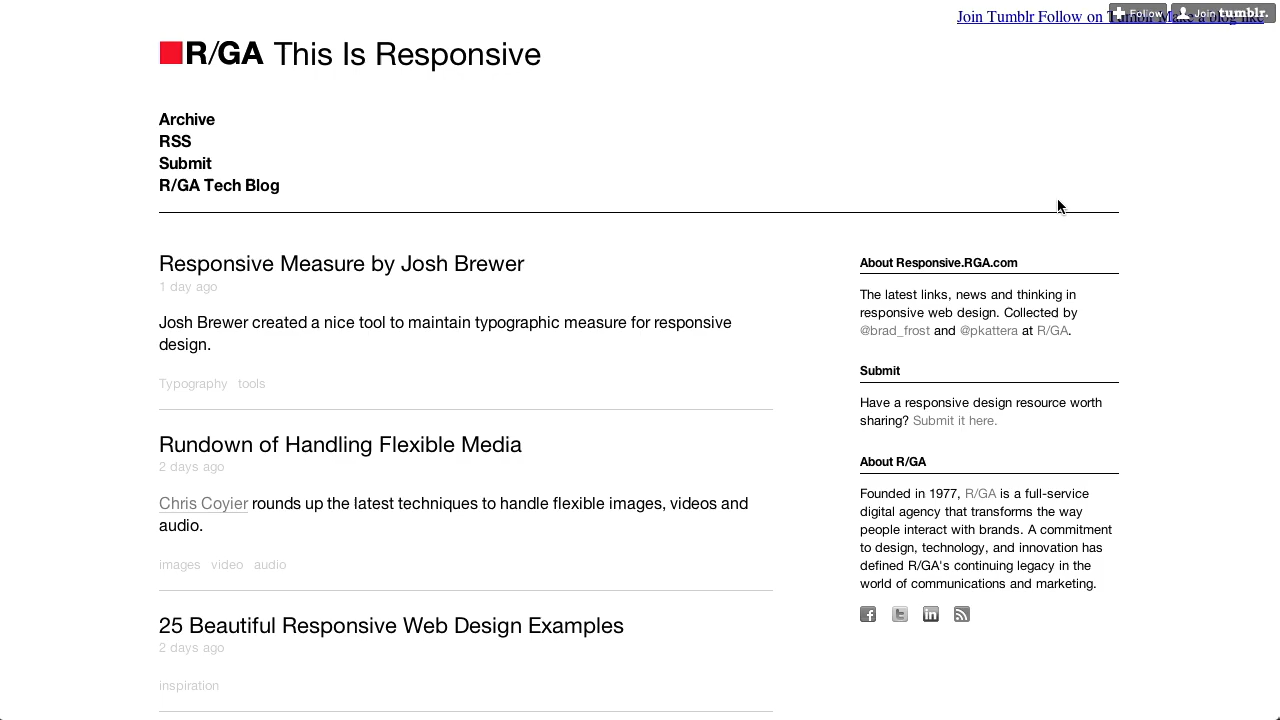 Join Tumblr Follow on Tumblr Make a blog like
Follow Join tumblr.
R/GA This Is Responsive
Archive
RSS
Submit
R/GA Tech Blog
Responsive Measure by Josh Brewer
1 day ago
Josh Brewer created a nice tool to maintain typographic measure for responsive
design.
Typography tools
Rundown of Handling Flexible Media
2 days ago
Chris Coyier rounds up the latest techniques to handle flexible images, videos and
audio.
images video audio
25 Beautiful Responsive Web Design Examples
2 days ago
inspiration
About Responsive.RGA.com
The latest links, news and thinking in
responsive web design. Collected by
@brad_frost and @pkattera at R/GA.
Submit
Have a responsive design resource worth
sharing? Submit it here.
About R/GA
Founded in 1977, R/GA is a full-service
digital agency that transforms the way
people interact with brands. A commitment
to design, technology, and innovation has
defined R/GA's continuing legacy in the
world of communications and marketing.